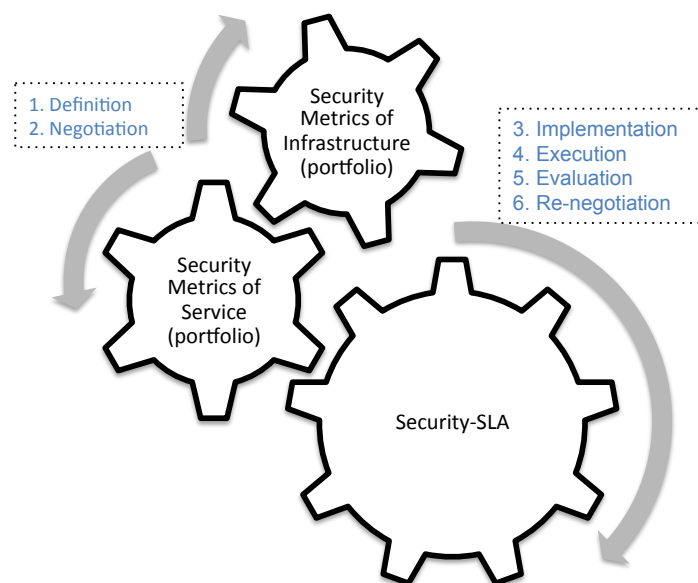 1. Definition
2. Negotiation
Security
Metrics of
Infrastructure
(portfolio)
3. Implementation
4. Execution
5. Evaluation
6. Re-negotiation
Security
Metrics of
Service
(portfolio)
Security-SLA